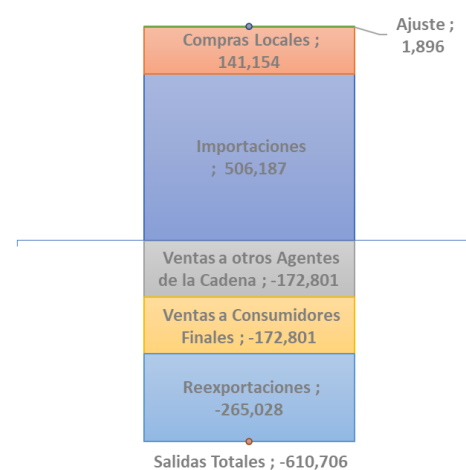 Ajuste ;
1,896
Compras Locales ;
141,154
Importaciones
; 506,187
Ventas a otros Agentes
de la Cadena ; -172,801
Ventas a Consumidores
Finales ; -172,801
Reexportaciones ;
-265,028
Salidas Totales ; -610,706